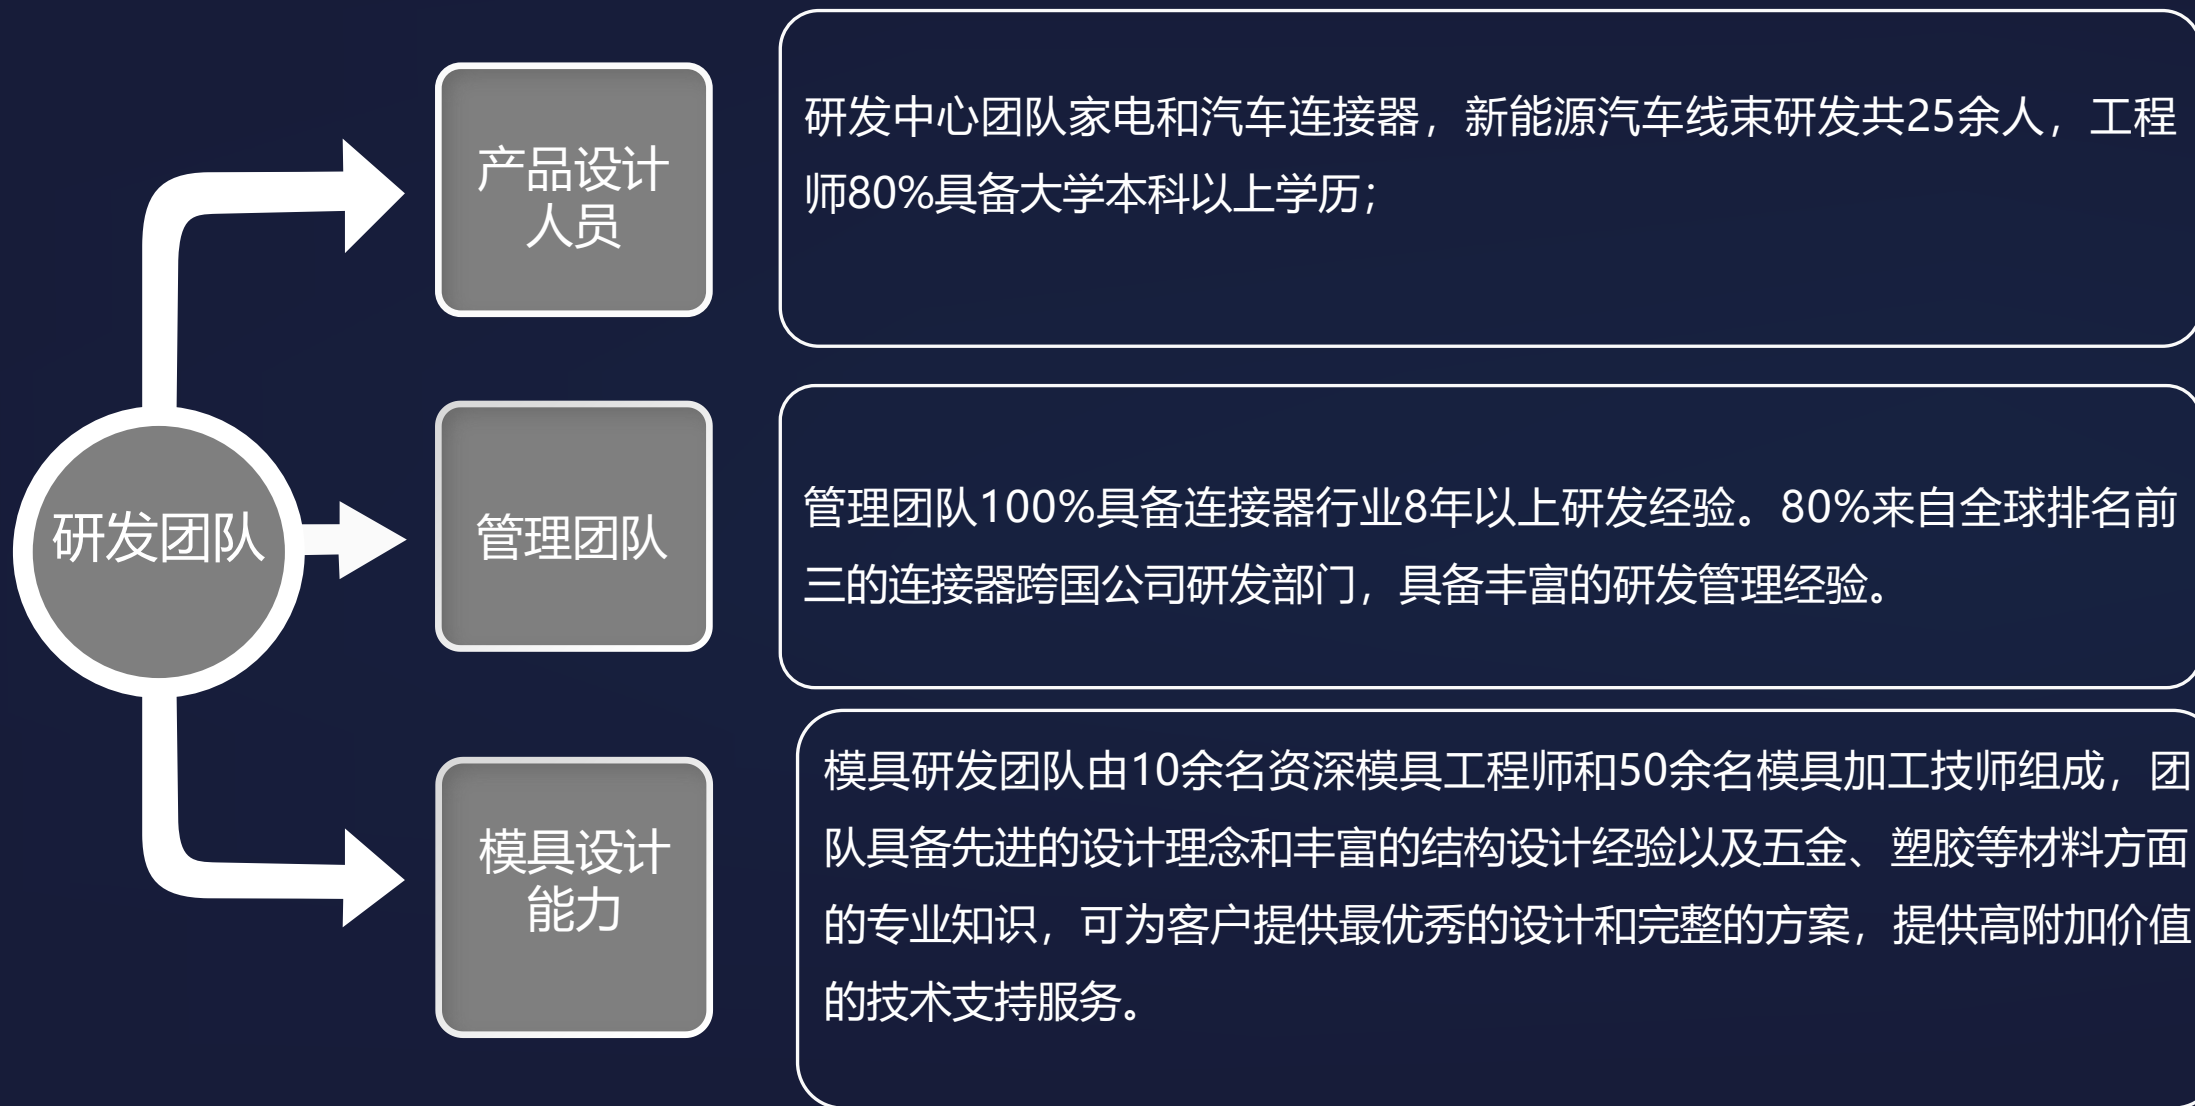 研发团队
产品设计
人员
研发中心团队家电和汽车连接器，新能源汽车线束研发共25余人，工程
师80%具备大学本科以上学历；
管理团队
管理团队100%具备连接器行业8年以上研发经验。80%来自全球排名前
三的连接器跨国公司研发部门，具备丰富的研发管理经验。
模具设计
能力
模具研发团队由10余名资深模具工程师和50余名模具加工技师组成，团
队具备先进的设计理念和丰富的结构设计经验以及五金、塑胶等材料方面
的专业知识，可为客户提供最优秀的设计和完整的方案，提供高附加价值
的技术支持服务。